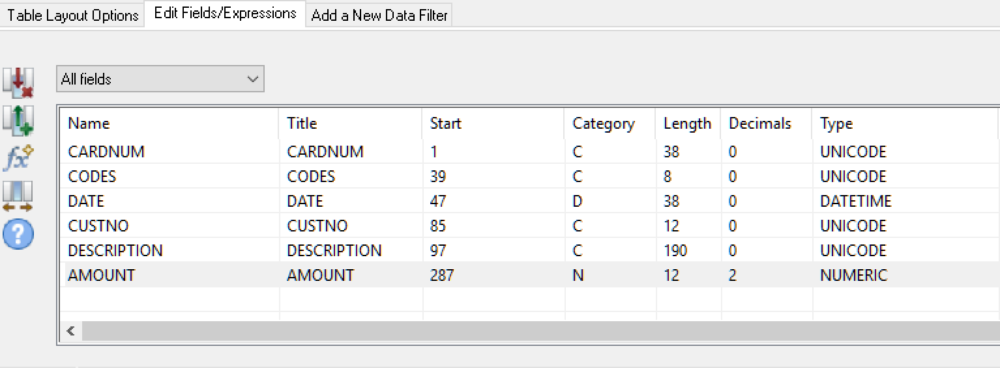 Table Layout Options Edit Fields/Expressions Add a New Data Filter
All fields
Name Title Start Category Length Decimals Type
CARDNUM CARDNUM 1 C 38 0 UNICODE
CODES CODES 39 C 8 0 UNICODE
DATE DATE 47 D 38 0 DATETIME
CUSTNO CUSTNO 85 C 12 0 UNICODE
DESCRIPTION DESCRIPTION 97 C 190 0 UNICODE
AMOUNT AMOUNT 287 N 12 2 NUMERIC